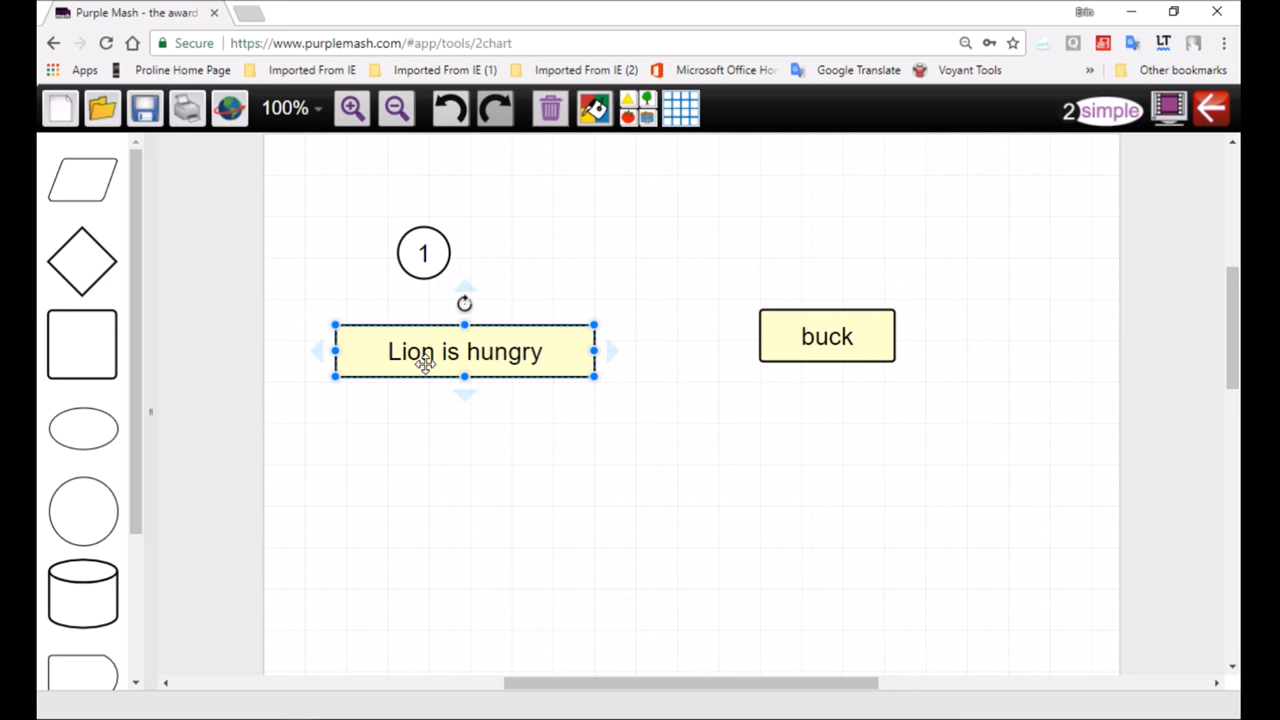 Purple Mash - the award
Erin
Secure
https://www.purplemash.com/#app/tools/2chart
LT
Apps
Proline Home Page
Imported From IE
Imported From IE (1)
Imported From IE (2)
Microsoft Office Hor
Google Translate
Voyant Tools
»
Other bookmarks
100%
2simple
1
Lion is hungry
buck